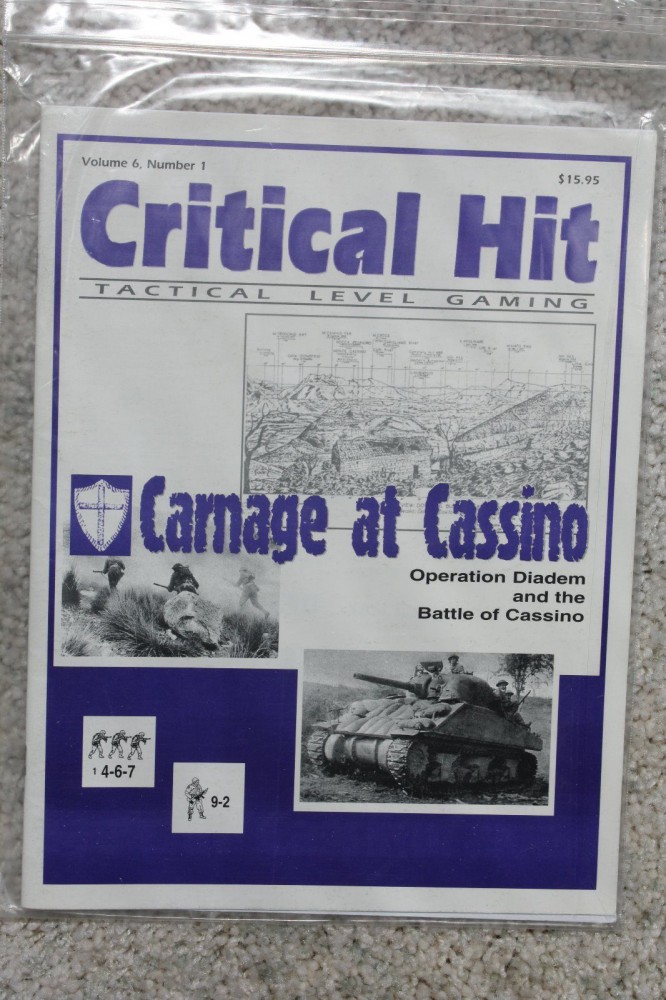 Volume 6, Number 1
$15.95
Critical Hit
TACTICAL LEVEL GAMING
Carnage at Cassino
Operation Diadem
and the
Battle of Cassino
1 4-6-7
9-2